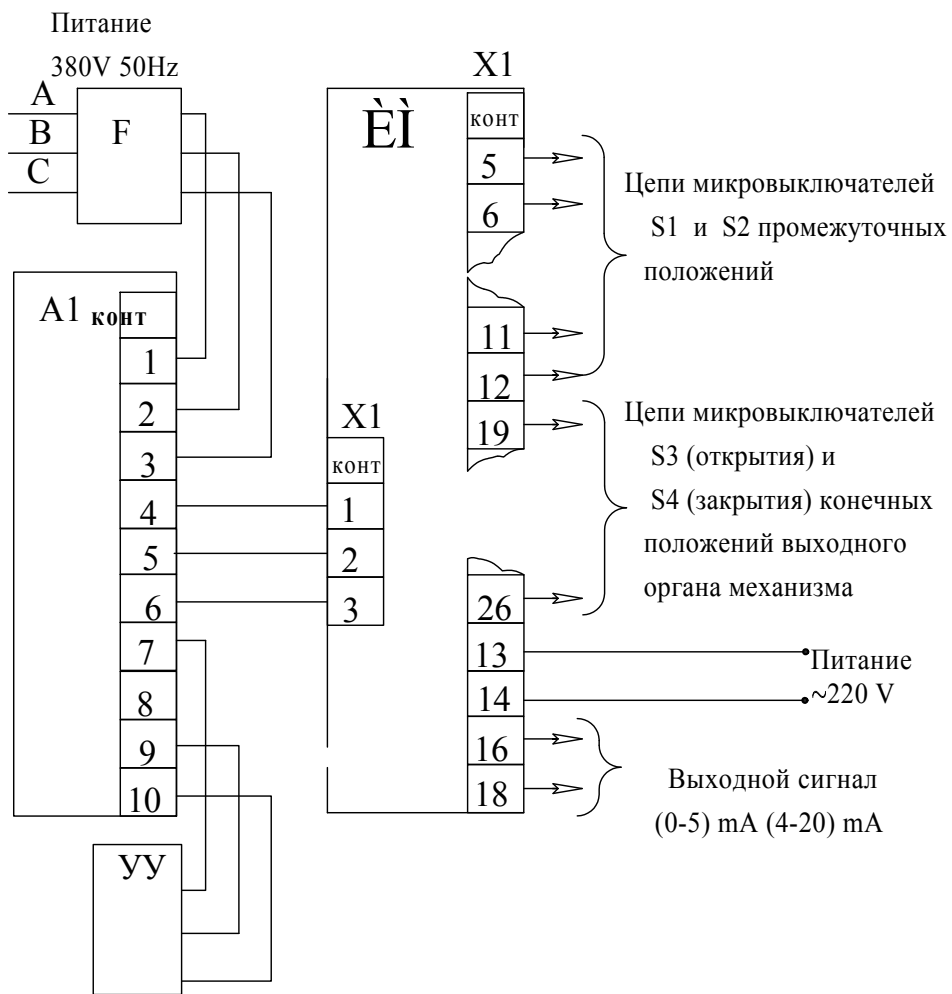 Питание
380V 50Hz
А
В
С
F
А1 конт
1
2
3
4
5
6
7
8
9
10
УУ
ÈÌ
X1
конт
1
2
3
X1
конт
5
6
11
12
19
26
13
14
16
18
Цепи микровыключателей
S1 и S2 промежуточных
положений
Цепи микровыключателей
S3 (открытия) и
S4 (закрытия) конечных
положений выходного
органа механизма
Питание
~220 V
Выходной сигнал
(0-5) mA (4-20) mA